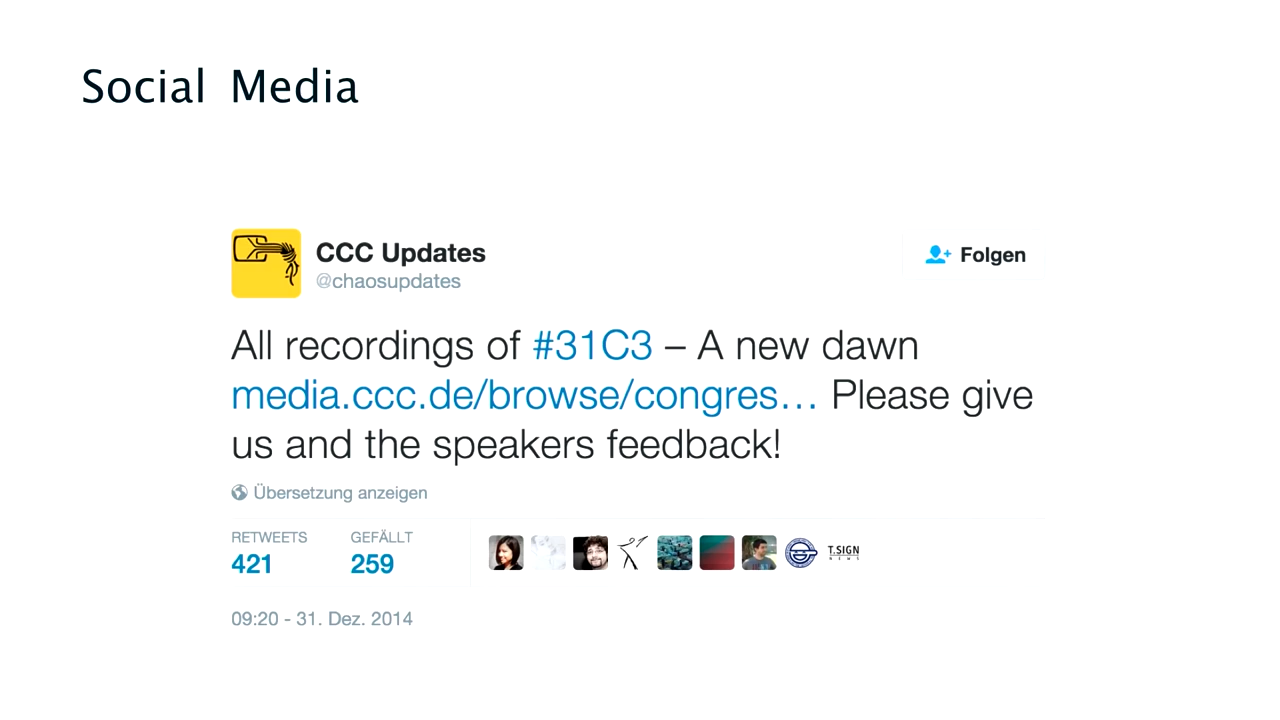 Social Media
CCC Updates
@chaosupdates
Folgen
All recordings of #31C3 – A new dawn
media.ccc.de/browse/congres… Please give
us and the speakers feedback!
Übersetzung anzeigen
RETWEETS GEFÄLLT
421 259
T.SIGN
NEWS
09:20 - 31. Dez. 2014